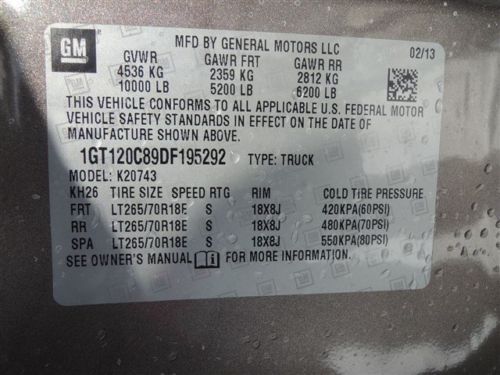 GM
MFD BY GENERAL MOTORS LLC 02/13
GVWR GAWR FRT GAWR RR
4536 KG 2359 KG 2812 KG
10000 LB 5200 LB 6200 LB
THIS VEHICLE CONFORMS TO ALL APPLICABLE U.S. FEDERAL MOTOR
VEHICLE SAFETY STANDARDS IN EFFECT ON THE DATE OF
MANUFACTURE SHOWN ABOVE.
1GT120C89DF195292 TYPE: TRUCK
MODEL: K20743
KH26 TIRE SIZE SPEED RTG RIM COLD TIRE PRESSURE
FRT LT265/70R18E S 18X8J 420KPA(60PSI)
RR LT265/70R18E S 18X8J 480KPA(70PSI)
SPA LT265/70R18E S 18X8J 550KPA(80PSI)
SEE OWNER'S MANUAL FOR MORE INFORMATION.